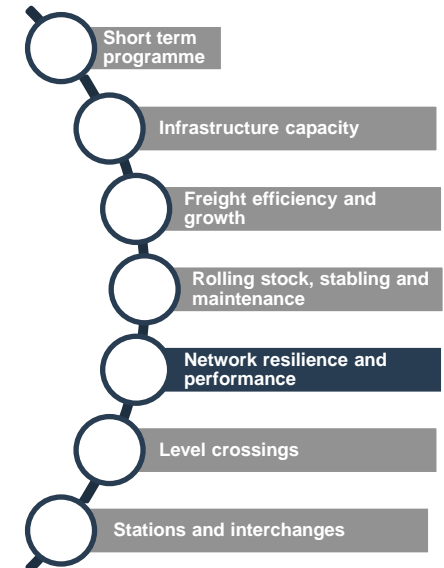 Short term
programme
Infrastructure capacity
Freight efficiency and
growth
Rolling stock, stabling and
maintenance
Network resilience and
performance
Level crossings
Stations and interchanges